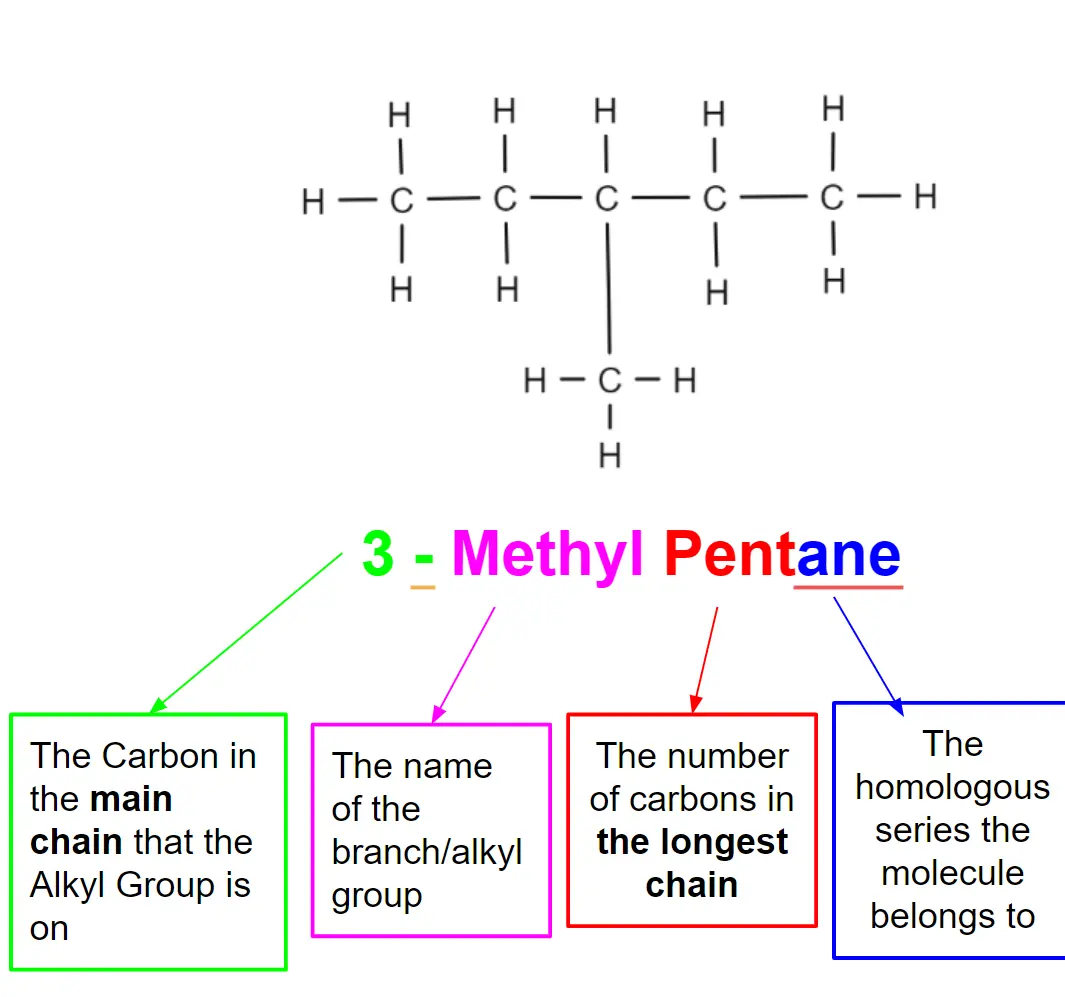 H H H H H
H — C — C — C — C — C — H
H H H H
H — C — H
H
3 - Methyl Pentane
The Carbon in
the main
chain that the
Alkyl Group is
on
The name
of the
branch/alkyl
group
The number
of carbons in
the longest
chain
The
homologous
series the
molecule
belongs to